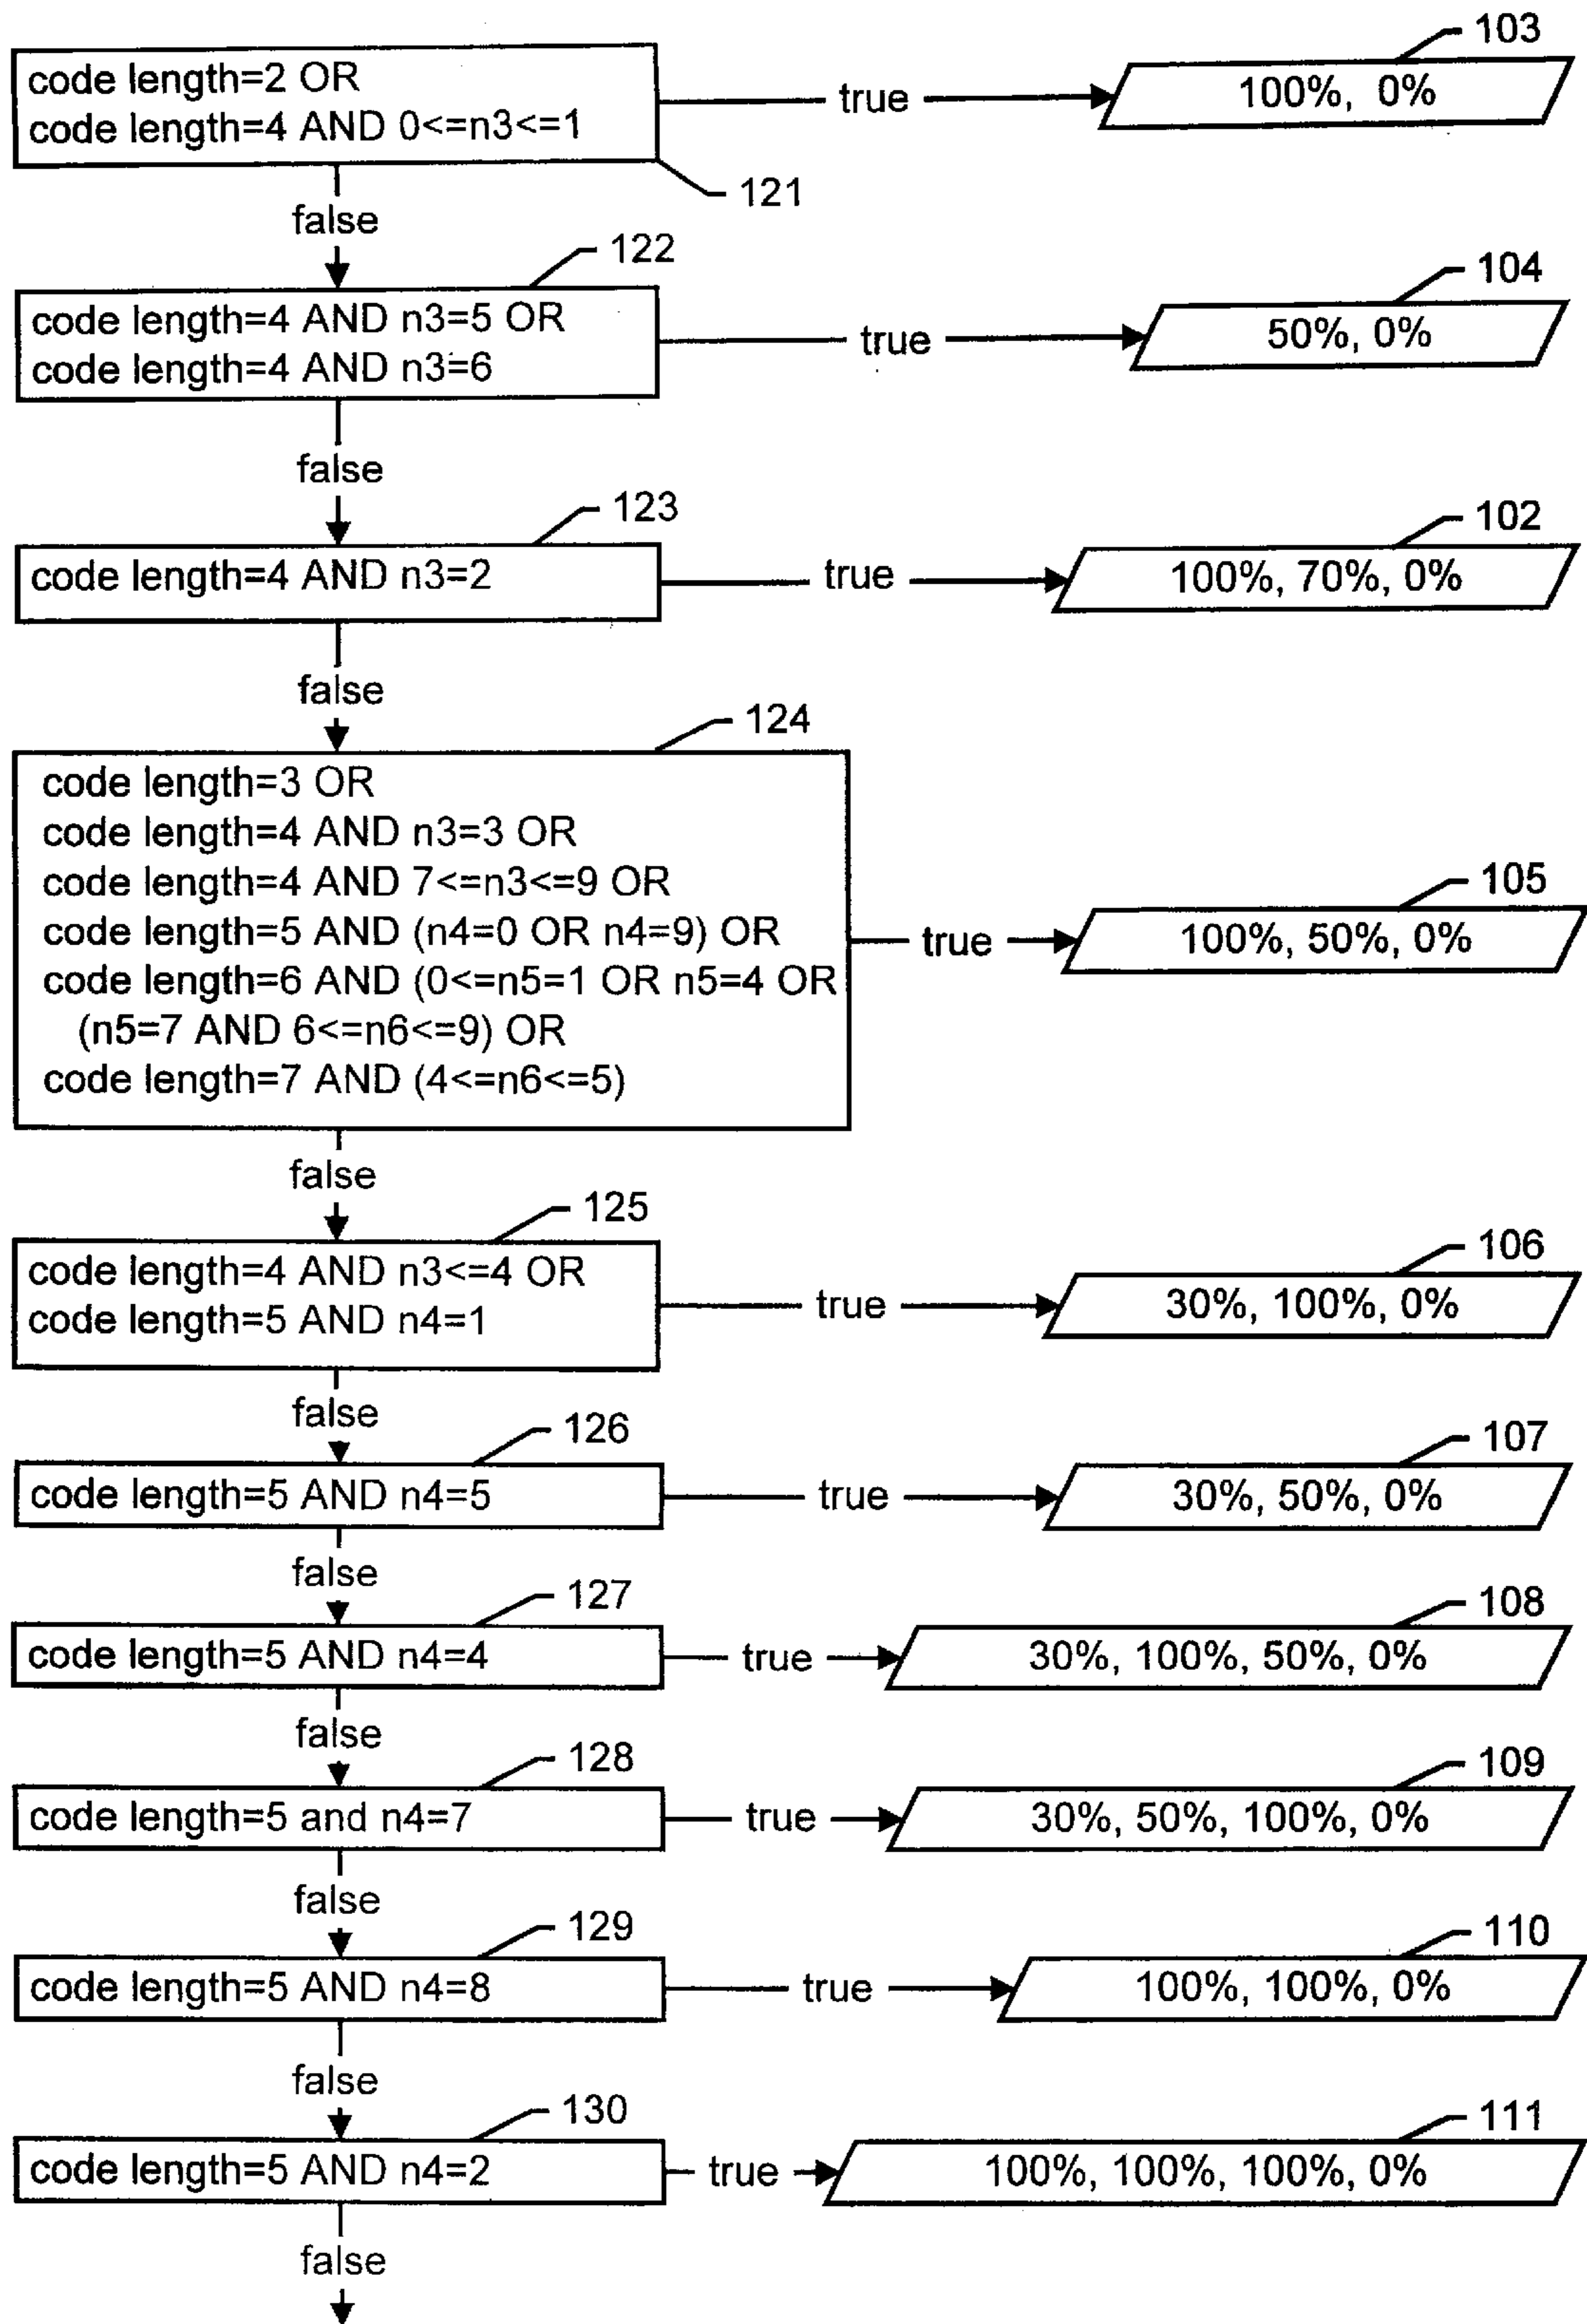 103
code length=2 OR
code length=4 AND 0<=n3<=1
true
100%, 0%
121
false
122
104
code length=4 AND n3=5 OR
code length=4 AND n3=6
true
50%, 0%
false
123
102
code length=4 AND n3=2
true
100%, 70%, 0%
false
124
code length=3 OR
code length=4 AND n3=3 OR
code length=4 AND 7<=n3<=9 OR
code length=5 AND (n4=0 OR n4=9) OR
code length=6 AND (0<=n5=1 OR n5=4 OR
(n5=7 AND 6<=n6<=9) OR
code length=7 AND (4<=n6<=5)
true
105
100%, 50%, 0%
false
125
106
code length=4 AND n3<=4 OR
code length=5 AND n4=1
true
30%, 100%, 0%
false
126
107
code length=5 AND n4=5
true
30%, 50%, 0%
false
127
108
code length=5 AND n4=4
true
30%, 100%, 50%, 0%
false
128
109
code length=5 and n4=7
true
30%, 50%, 100%, 0%
false
129
110
code length=5 AND n4=8
true
100%, 100%, 0%
false
130
111
code length=5 AND n4=2
true
100%, 100%, 100%, 0%
false